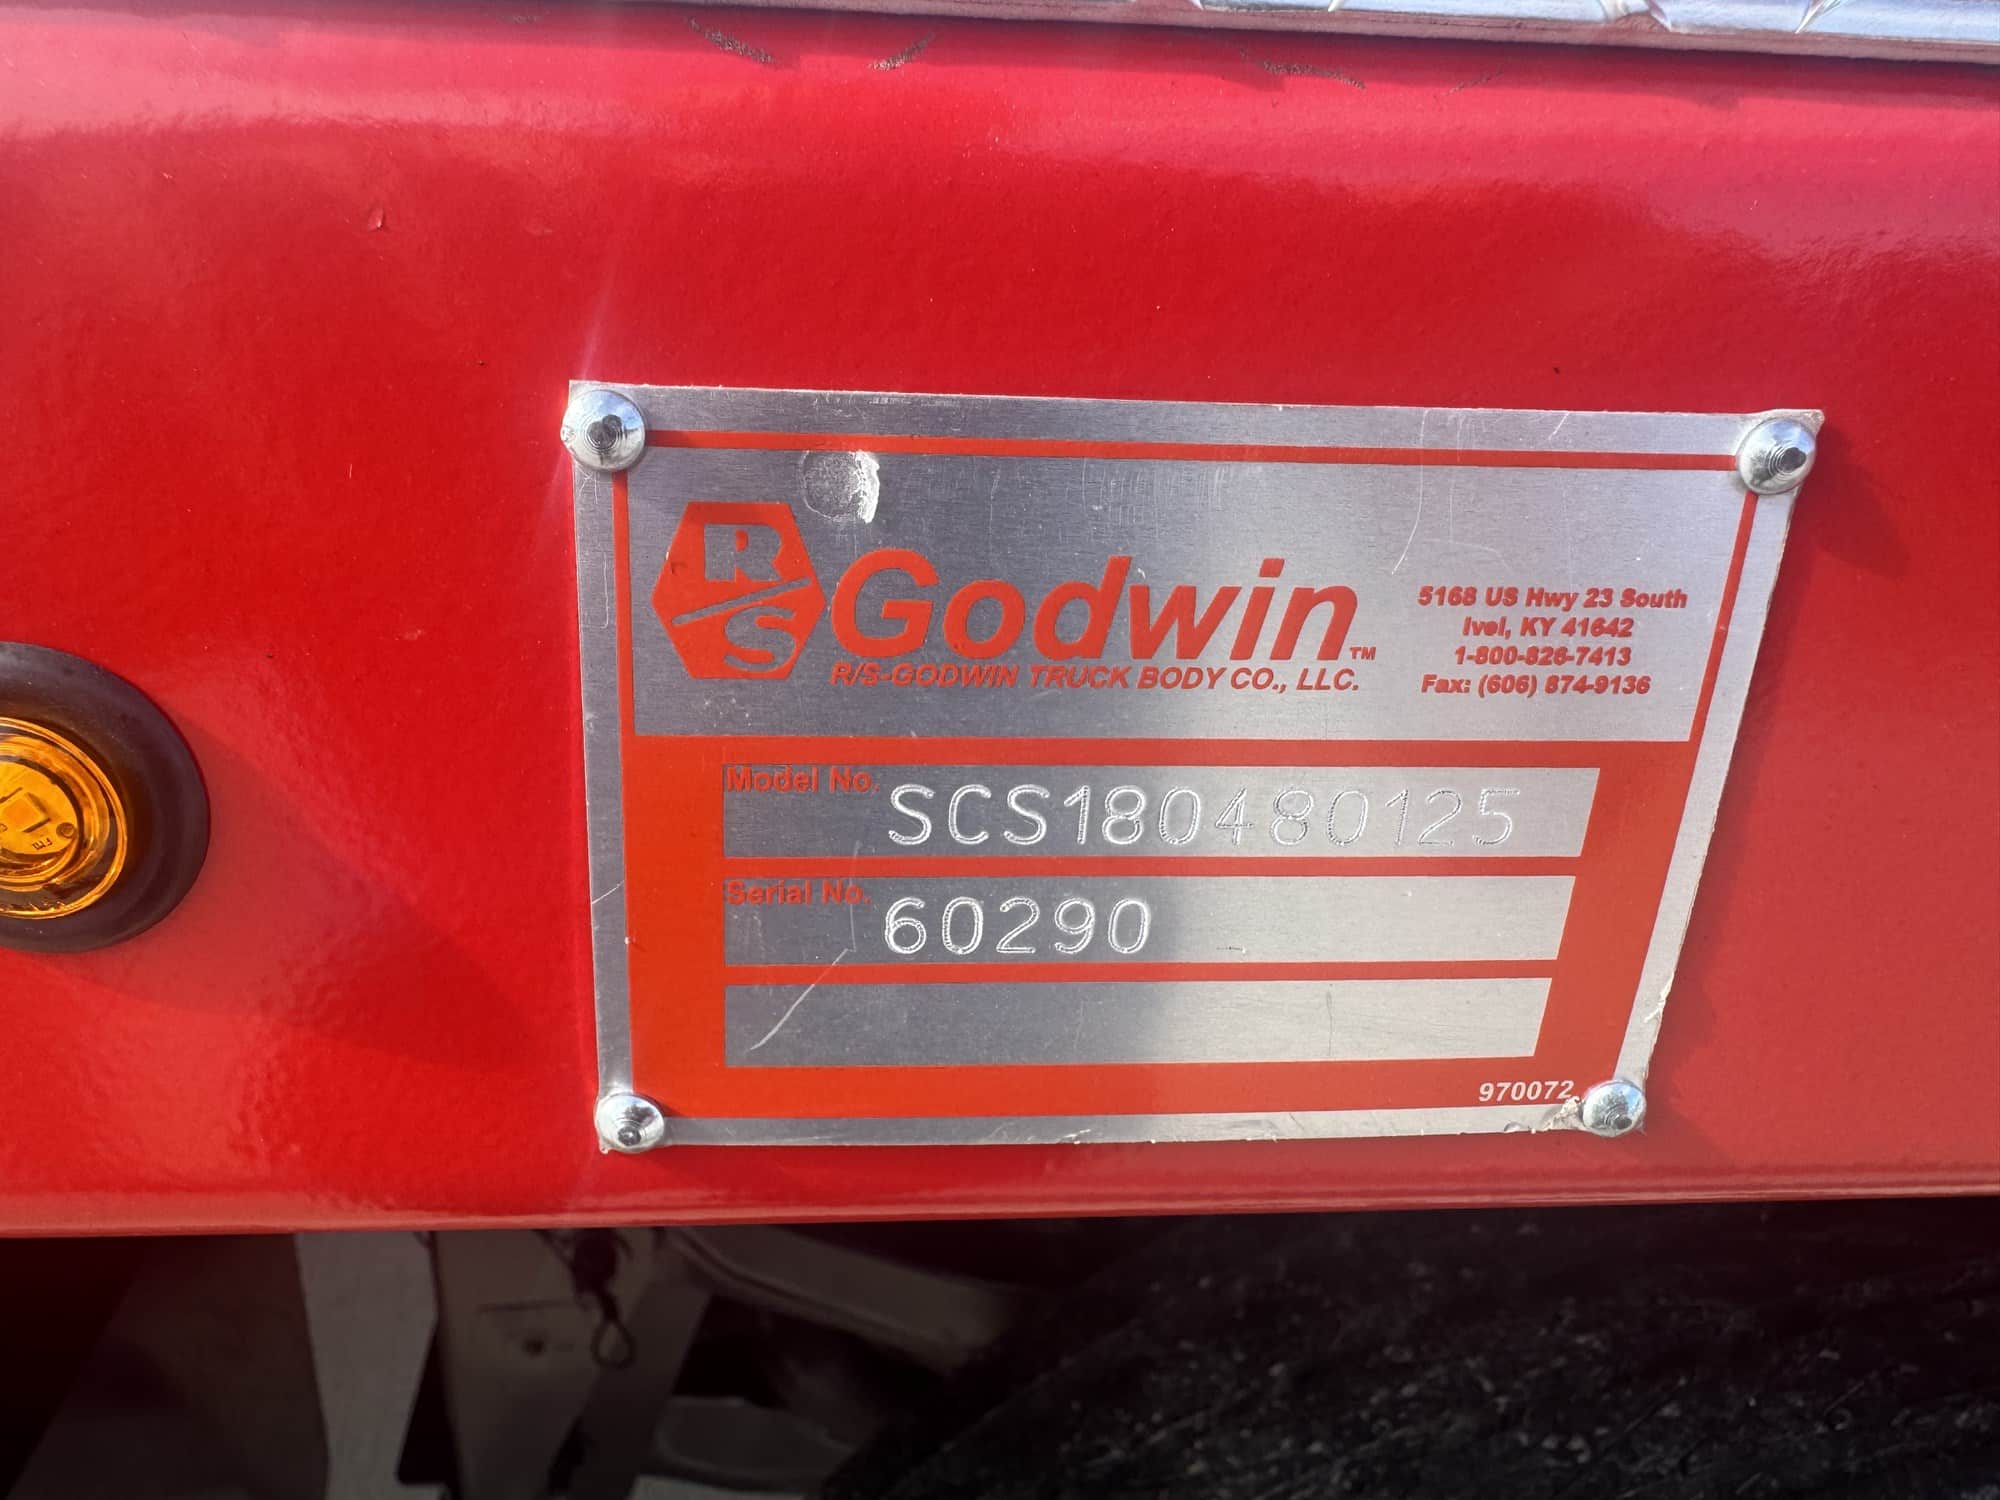 R/S
Godwin™
R/S-GODWIN TRUCK BODY CO., LLC.
5168 US Hwy 23 South
Ivel, KY 41642
1-800-826-7413
Fax: (606) 874-9136
Model No. SCS180480125
Serial No. 60290
970072